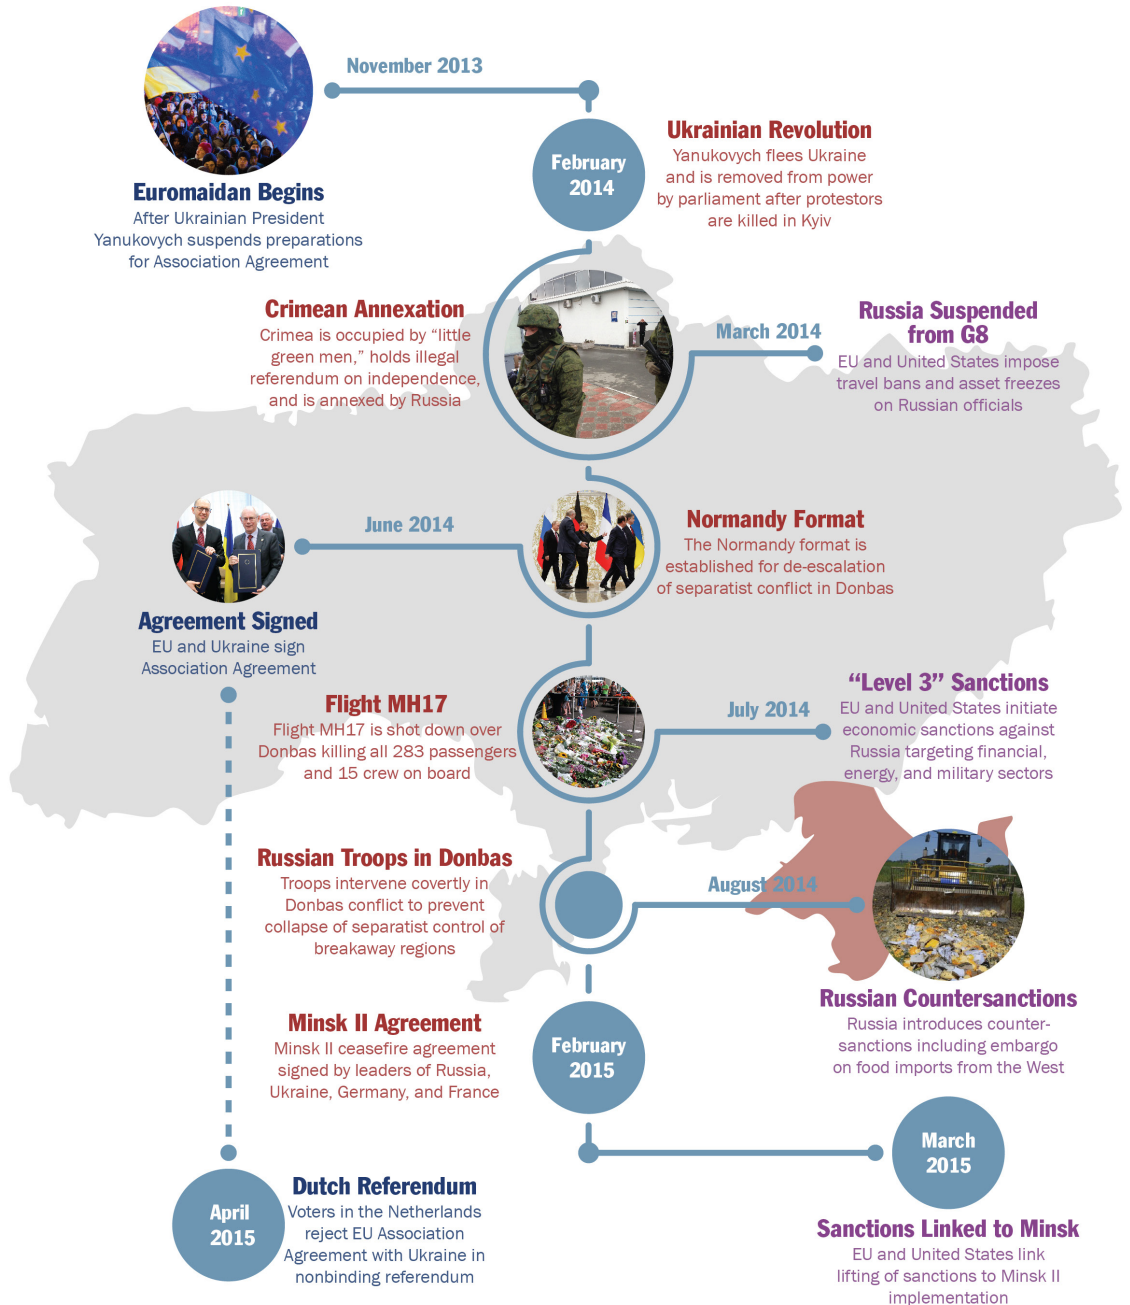 November 2013
Euromaidan Begins
After Ukrainian President
Yanukovych suspends preparations
for Association Agreement
February
2014
Ukrainian Revolution
Yanukovych flees Ukraine
and is removed from power
by parliament after protestors
are killed in Kyiv
Crimean Annexation
Crimea is occupied by “little
green men,” holds illegal
referendum on independence,
and is annexed by Russia
March 2014
Russia Suspended
from G8
EU and United States impose
travel bans and asset freezes
on Russian officials
June 2014
Agreement Signed
EU and Ukraine sign
Association Agreement
Normandy Format
The Normandy format is
established for de-escalation
of separatist conflict in Donbas
Flight MH17
Flight MH17 is shot down over
Donbas killing all 283 passengers
and 15 crew on board
July 2014
“Level 3” Sanctions
EU and United States initiate
economic sanctions against
Russia targeting financial,
energy, and military sectors
Russian Troops in Donbas
Troops intervene covertly in
Donbas conflict to prevent
collapse of separatist control of
breakaway regions
August 2014
Russian Countersanctions
Russia introduces counter-
sanctions including embargo
on food imports from the West
Minsk II Agreement
Minsk II ceasefire agreement
signed by leaders of Russia,
Ukraine, Germany, and France
February
2015
March
2015
Sanctions Linked to Minsk
EU and United States link
lifting of sanctions to Minsk II
implementation
April
2015
Dutch Referendum
Voters in the Netherlands
reject EU Association
Agreement with Ukraine in
nonbinding referendum